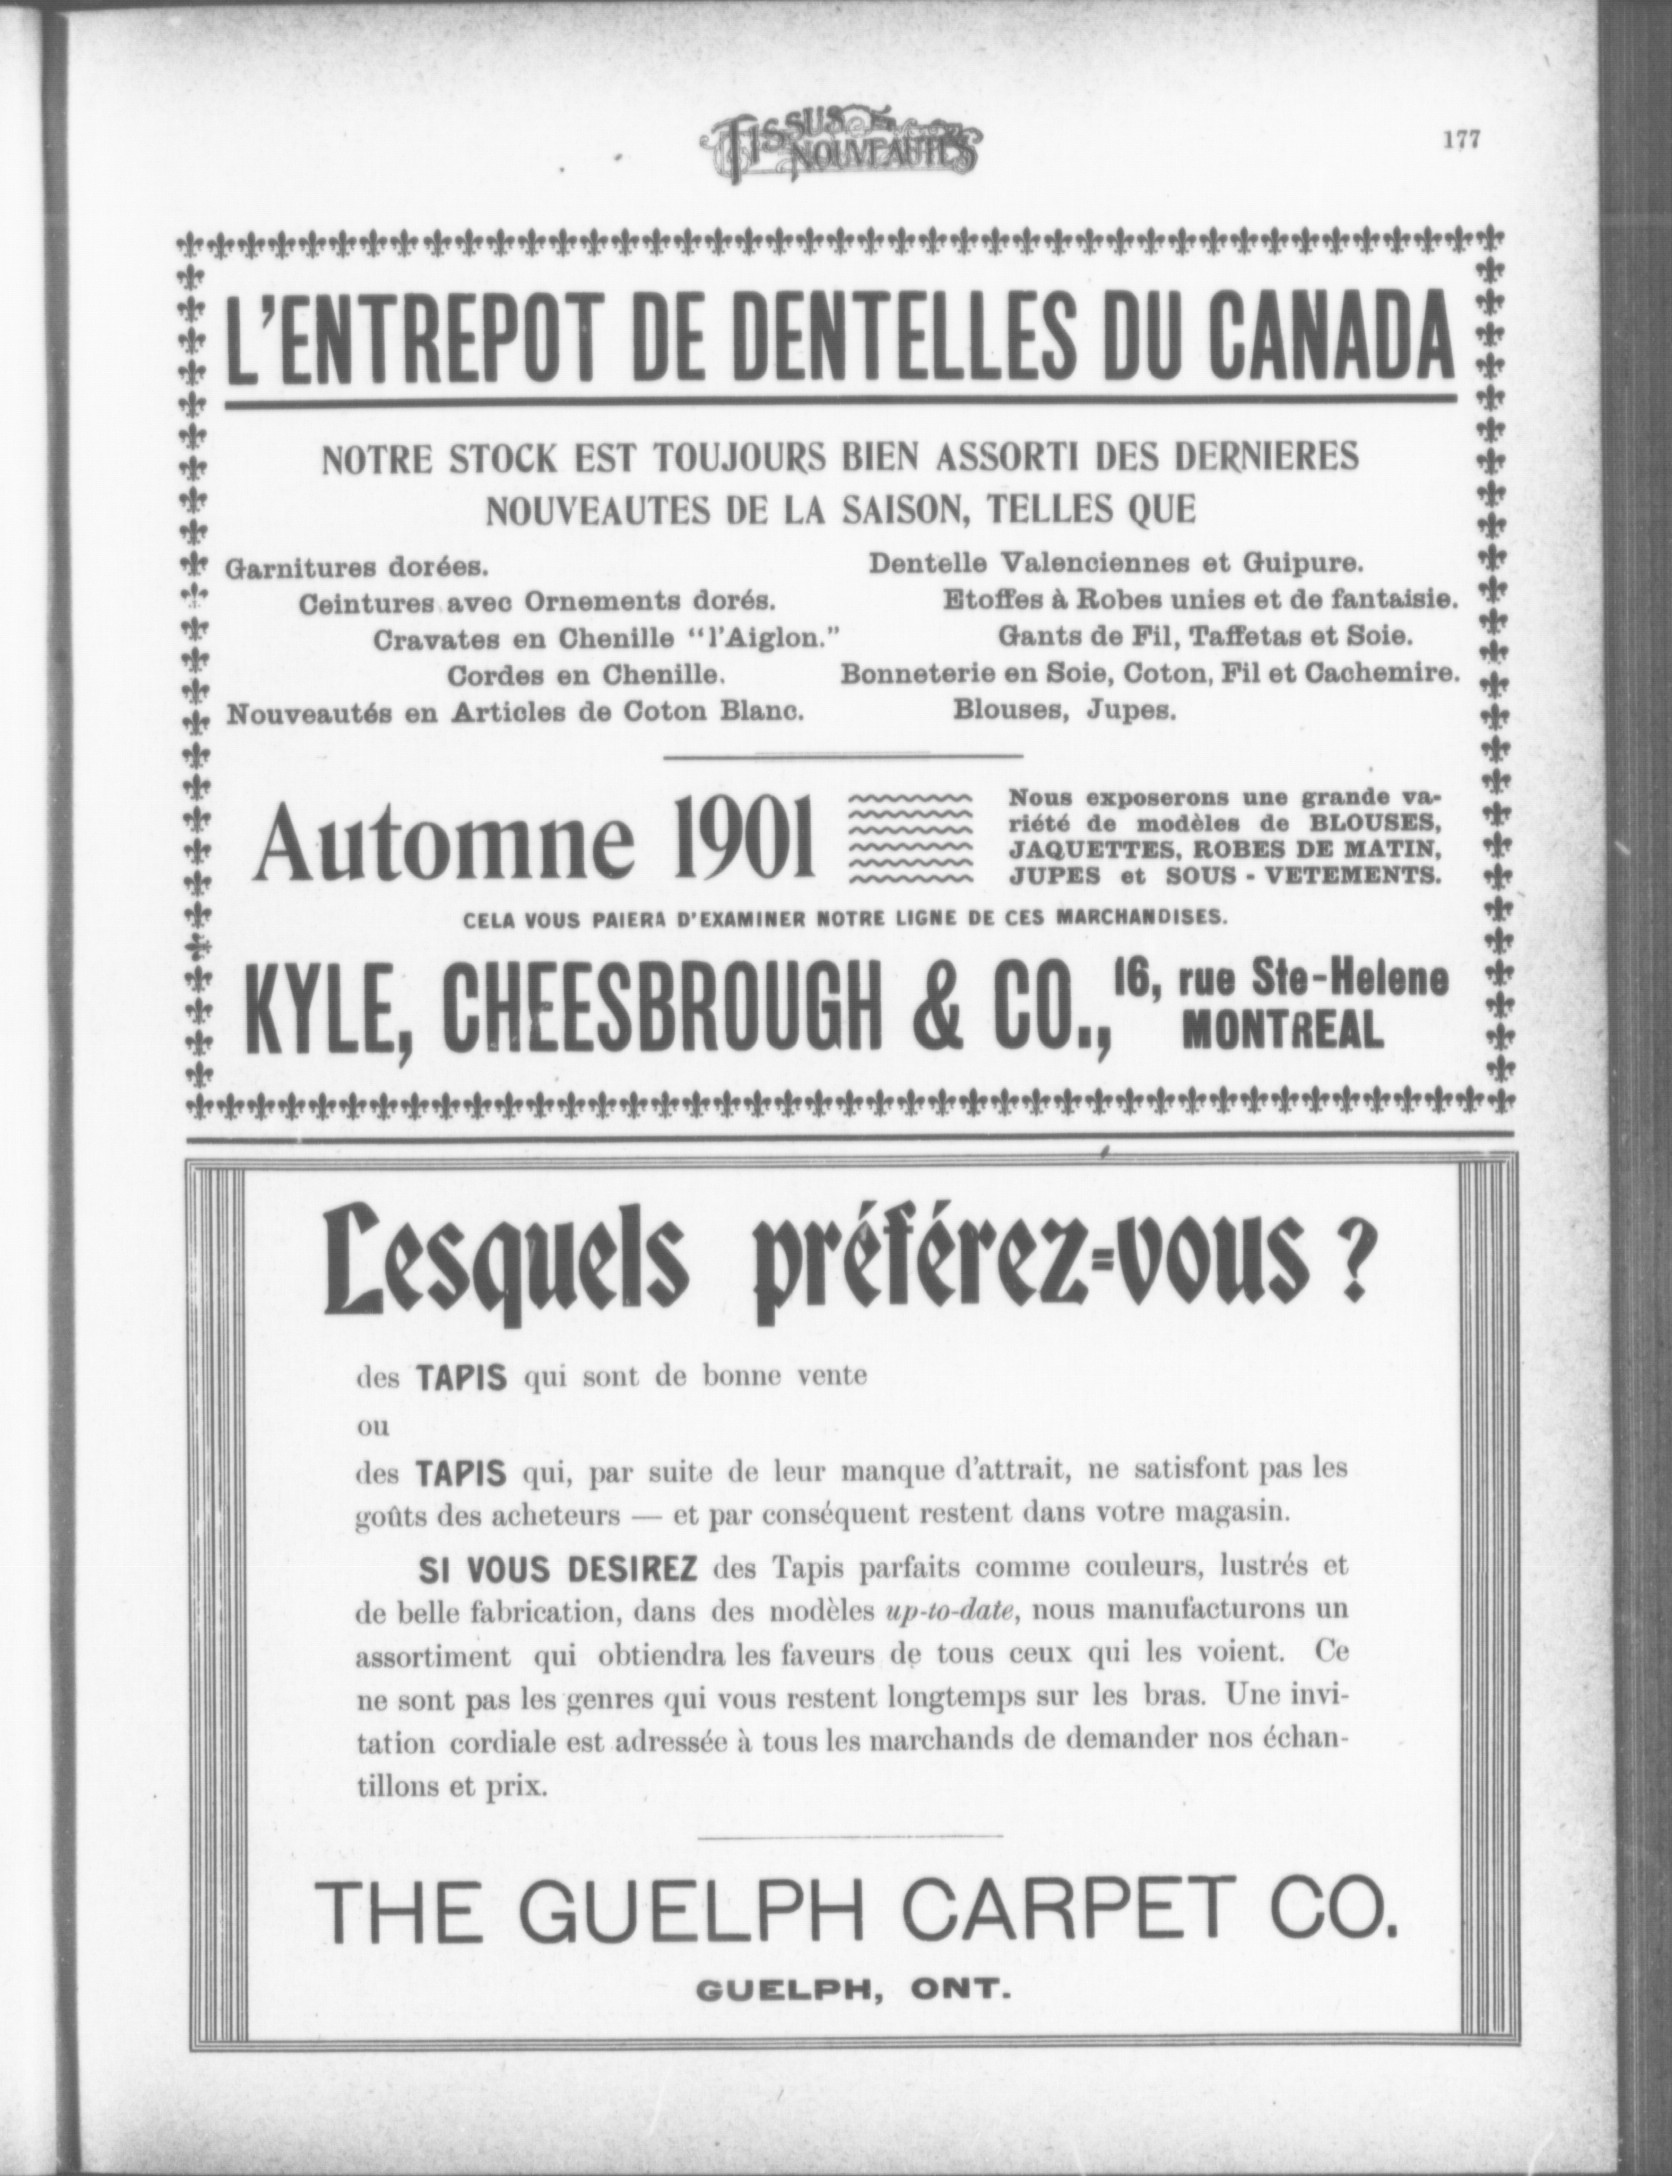 TISSUS
NOUVEAUTES
177
L'ENTREPOT DE DENTELLES DU CANADA
NOTRE STOCK EST TOUJOURS BIEN ASSORTI DES DERNIERES
NOUVEAUTES DE LA SAISON, TELLES QUE
Garnitures dorées.
Ceintures avec Ornements dorés.
Cravates en Chenille "l'Aiglon."
Cordes en Chenille.
Nouveautés en Articles de Coton Blanc.
Dentelle Valenciennes et Guipure.
Etoffes à Robes unies et de fantaisie.
Gants de Fil, Taffetas et Soie.
Bonneterie en Soie, Coton, Fil et Cachemire.
Blouses, Jupes.
Automne 1901
Nous exposerons une grande va-
riété de modèles de BLOUSES,
JAQUETTES, ROBES DE MATIN,
JUPES et SOUS-VETEMENTS.
CELA VOUS PAIERA D'EXAMINER NOTRE LIGNE DE CES MARCHANDISES.
KYLE, CHEESBROUGH & CO.,
16, rue Ste-Helene
MONTREAL
Lesquels préférez-vous ?
des TAPIS qui sont de bonne vente
ou
des TAPIS qui, par suite de leur manque d'attrait, ne satisfont pas les
goûts des acheteurs — et par conséquent restent dans votre magasin.
SI VOUS DESIREZ des Tapis parfaits comme couleurs, lustrés et
de belle fabrication, dans des modèles up-to-date, nous manufacturons un
assortiment qui obtiendra les faveurs de tous ceux qui les voient. Ce
ne sont pas les genres qui vous restent longtemps sur les bras. Une invi-
tation cordiale est adressée à tous les marchands de demander nos échan-
tillons et prix.
THE GUELPH CARPET CO.
GUELPH, ONT.